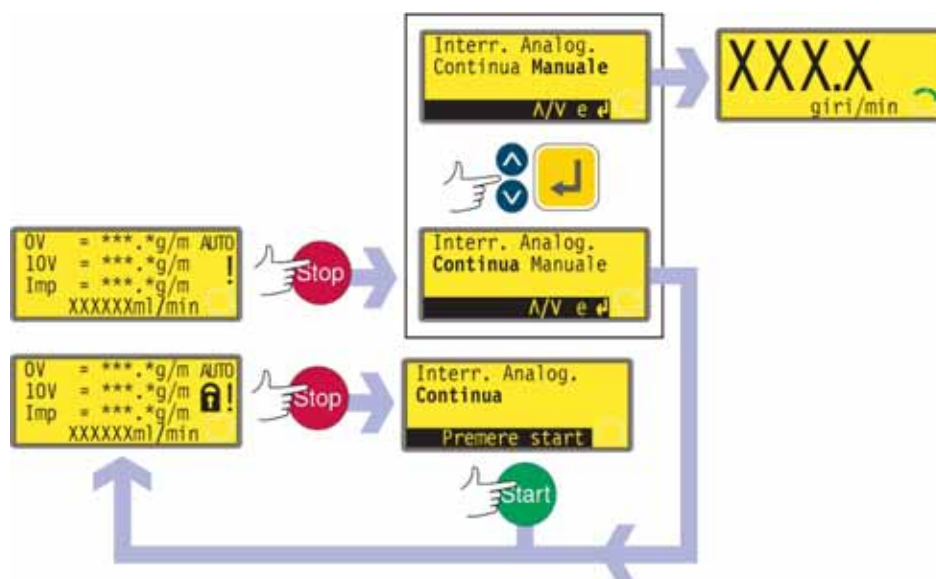 Interr. Analog.
Continua Manuale
Λ/V e ↵
XXX.X
giri/min
0V = ***.*g/m AUTO
10V = ***.*g/m !
Imp = ***.*g/m
XXXXXXml/min
Stop
Interr. Analog.
Continua Manuale
Λ/V e ↵
0V = ***.*g/m AUTO
10V = ***.*g/m !
Imp = ***.*g/m
XXXXXXml/min
Stop
Interr. Analog.
Continua
Premere start
Start